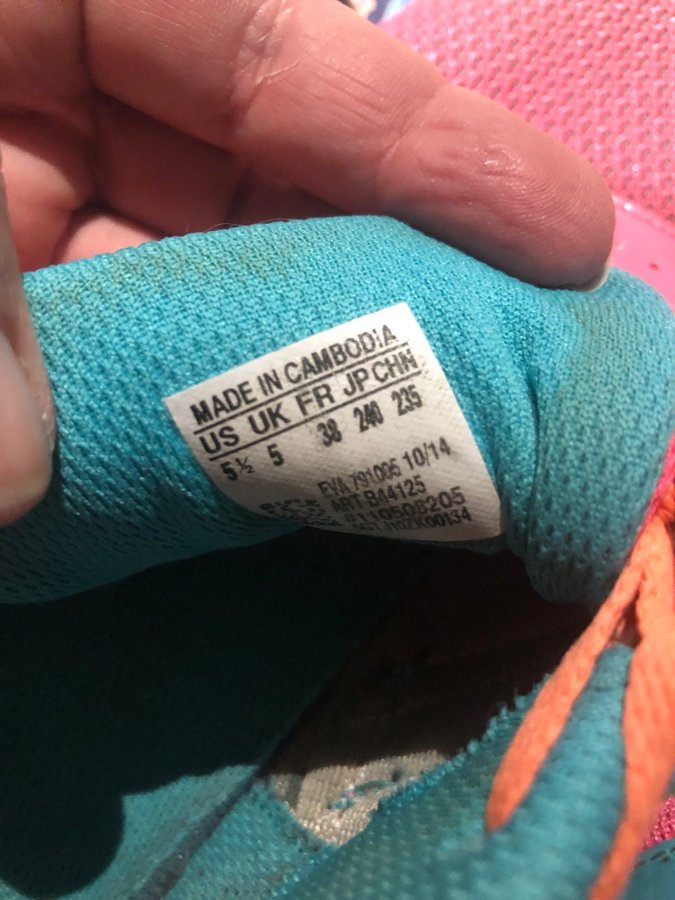 MADE IN CAMBODIA
US UK FR JP CHN
5½ 5 38 240 235
791005 10/14
ART B44125